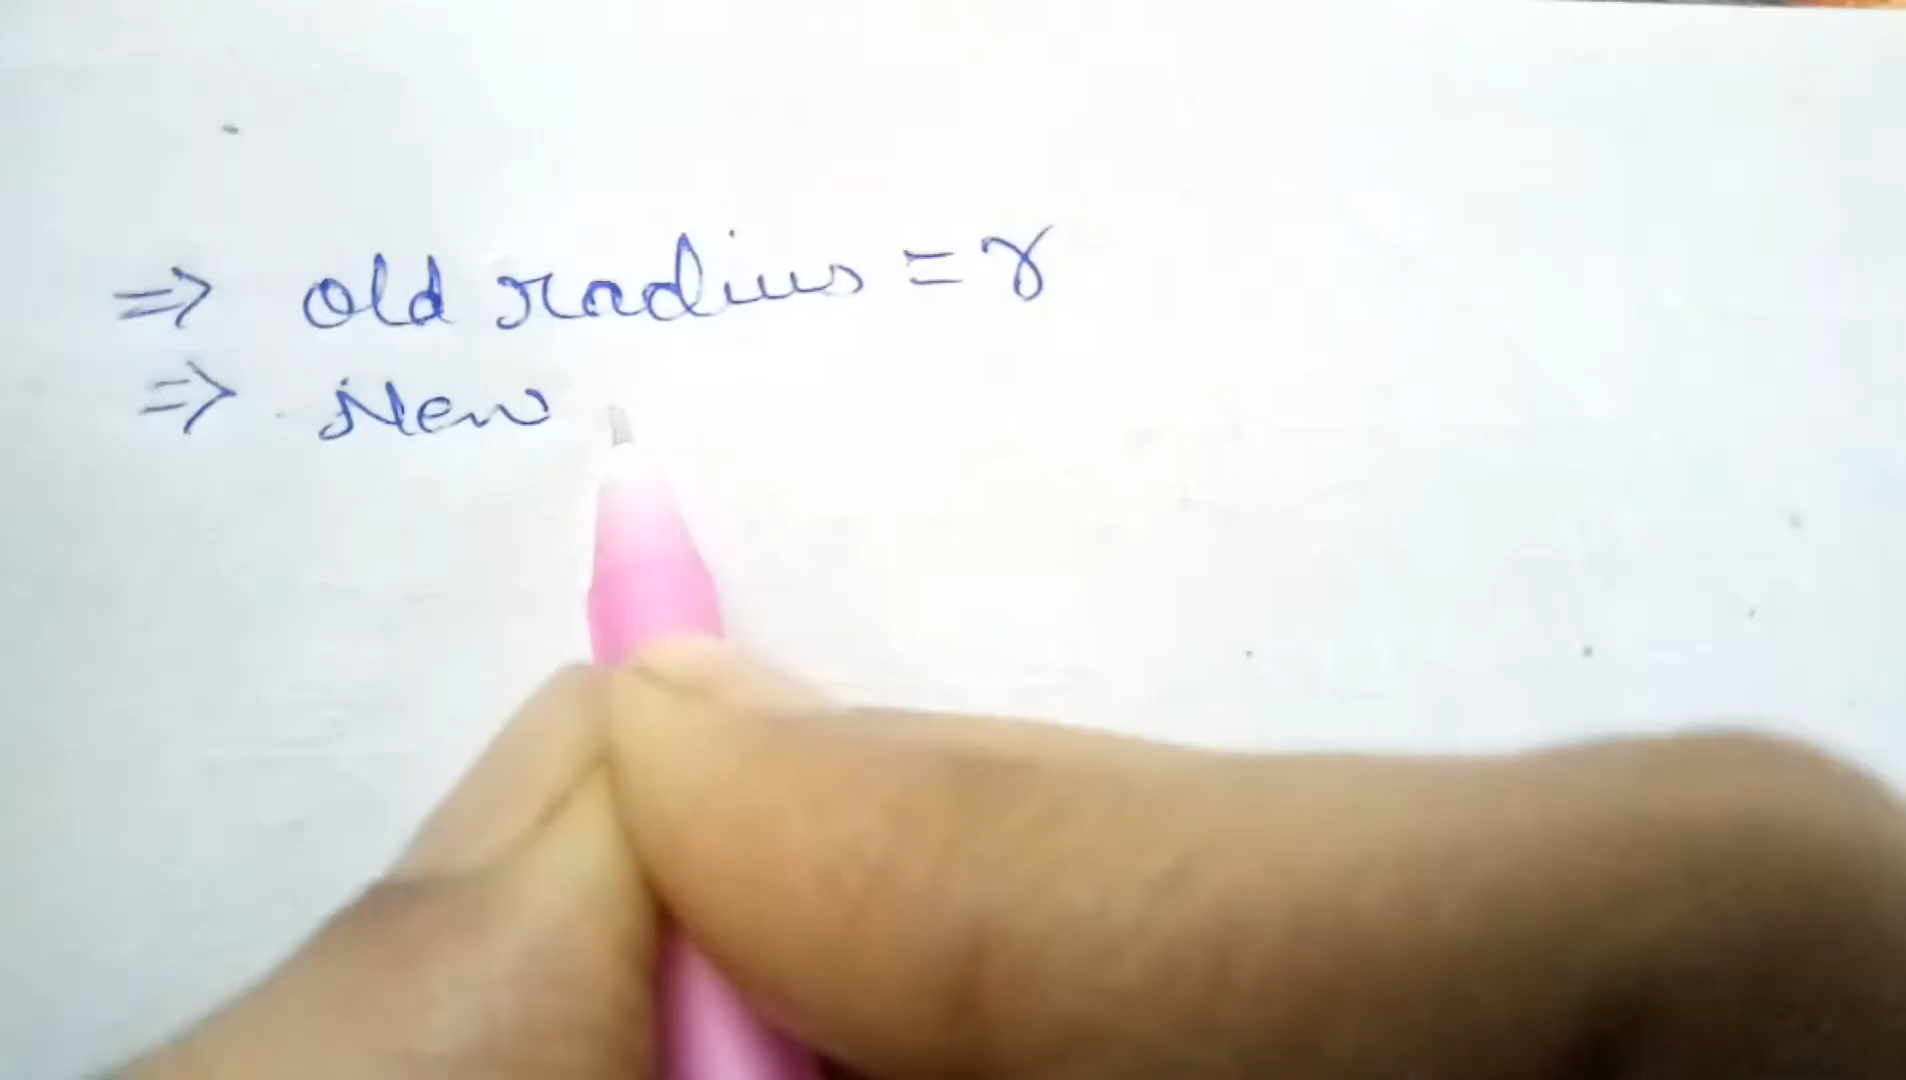 ⇒ old radius = r
⇒ New